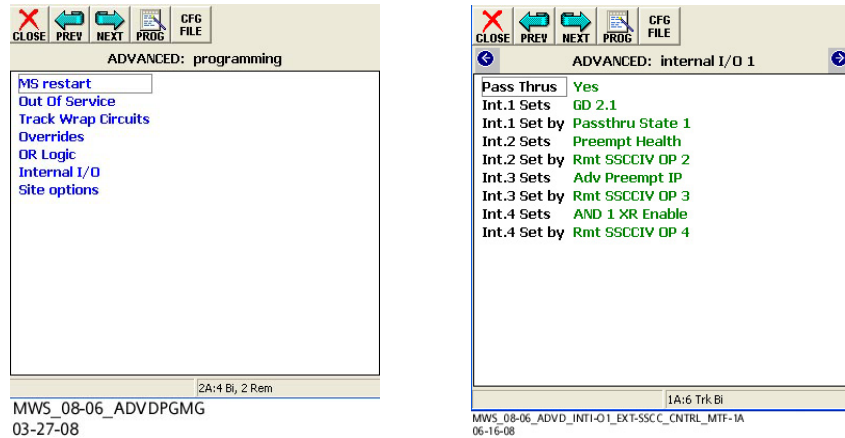 CLOSE PREV NEXT PROG CFG FILE
ADVANCED: programming
MS restart
Out Of Service
Track Wrap Circuits
Overrides
OR Logic
Internal I/O
Site options
2A:4 Bi, 2 Rem
MWS_08-06_ADVDPGMG
03-27-08
CLOSE PREV NEXT PROG CFG FILE
ADVANCED: internal I/O 1
Pass Thrus Yes
Int.1 Sets GD 2.1
Int.1 Set by Passthru State 1
Int.2 Sets Preempt Health
Int.2 Set by Rmt SSCCIV OP 2
Int.3 Sets Adv Preempt IP
Int.3 Set by Rmt SSCCIV OP 3
Int.4 Sets AND 1 XR Enable
Int.4 Set by Rmt SSCCIV OP 4
1A:6 Trk Bi
MWS_08-06_ADVD_INTI-O1_EXT-SSCC_CNTRL_MTF-1A
06-16-08